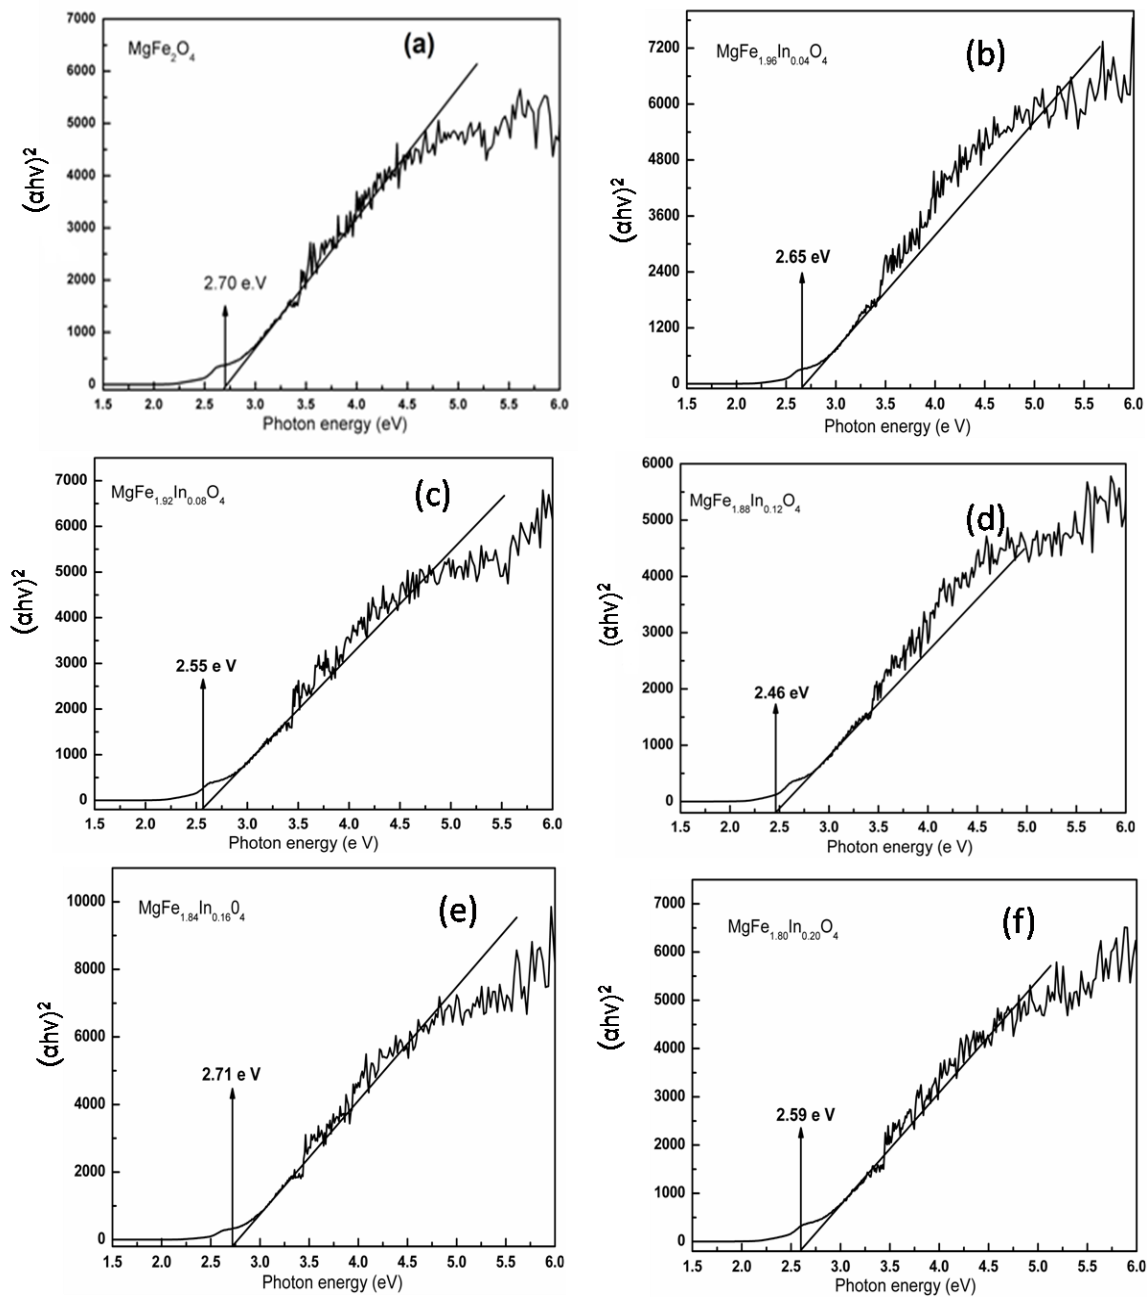 (a)
MgFe2O4
(αhν)²
2.70 e.V
7000
6000
5000
4000
3000
2000
1000
0
1.5 2.0 2.5 3.0 3.5 4.0 4.5 5.0 5.5 6.0
Photon energy (eV)
(b)
MgFe1.96In0.04O4
(αhν)²
2.65 eV
7200
6000
4800
3600
2400
1200
0
1.5 2.0 2.5 3.0 3.5 4.0 4.5 5.0 5.5 6.0
Photon energy (e V)
(c)
MgFe1.92In0.08O4
(αhν)²
2.55 e V
7000
6000
5000
4000
3000
2000
1000
0
1.5 2.0 2.5 3.0 3.5 4.0 4.5 5.0 5.5 6.0
Photon energy (e V)
(d)
MgFe1.88In0.12O4
(αhν)²
2.46 eV
6000
5000
4000
3000
2000
1000
0
1.5 2.0 2.5 3.0 3.5 4.0 4.5 5.0 5.5 6.0
Photon energy (eV)
(e)
MgFe1.84In0.1604
(αhν)²
2.71 e V
10000
8000
6000
4000
2000
0
1.5 2.0 2.5 3.0 3.5 4.0 4.5 5.0 5.5 6.0
Photon energy (eV)
(f)
MgFe1.80In0.20O4
(αhν)²
2.59 e V
7000
6000
5000
4000
3000
2000
1000
0
1.5 2.0 2.5 3.0 3.5 4.0 4.5 5.0 5.5 6.0
Photon energy (eV)